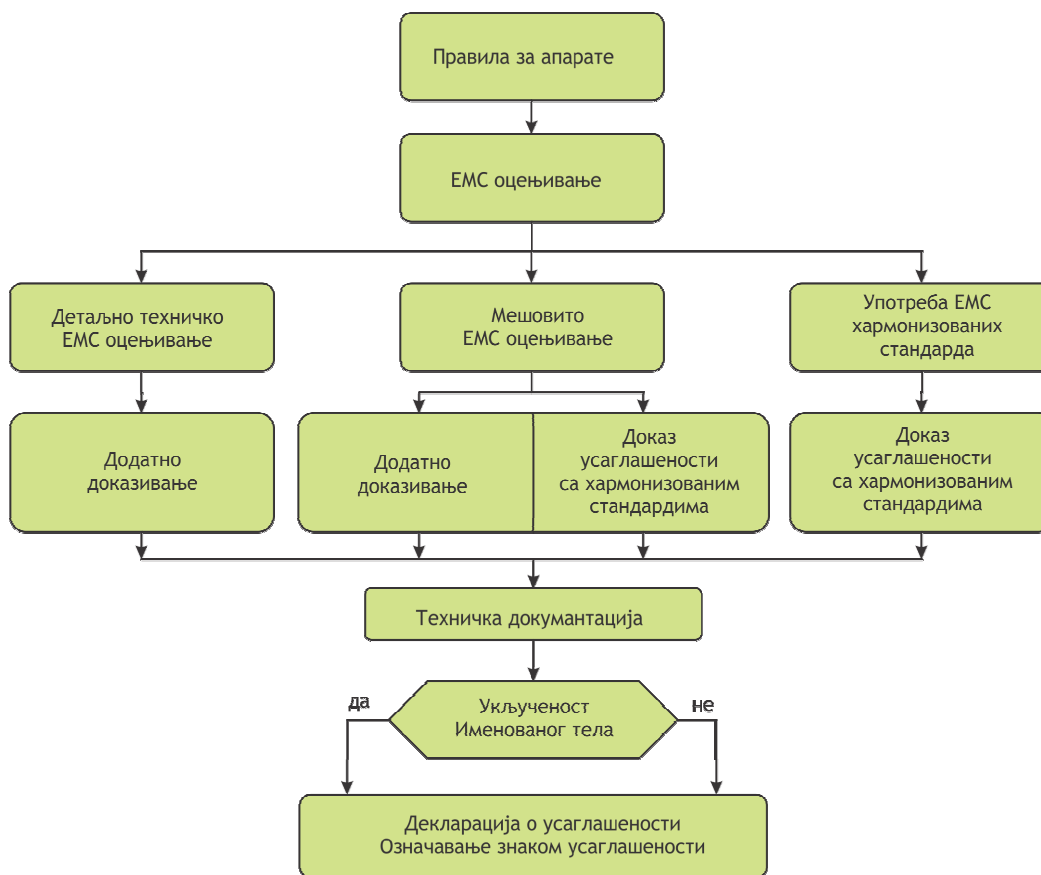 Правила за апарате
ЕМС оцењивање
Детаљно техничко
ЕМС оцењивање
Мешовито
ЕМС оцењивање
Употреба ЕМС
хармонизованих
стандарда
Додатно
доказивање
Додатно
доказивање
Доказ
усаглашености
са хармонизованим
стандардима
Доказ
усаглашености
са хармонизованим
стандардима
Техничка докумантација
да
Укљученост
Именованог тела
не
Декларација о усаглашености
Означавање знаком усаглашености